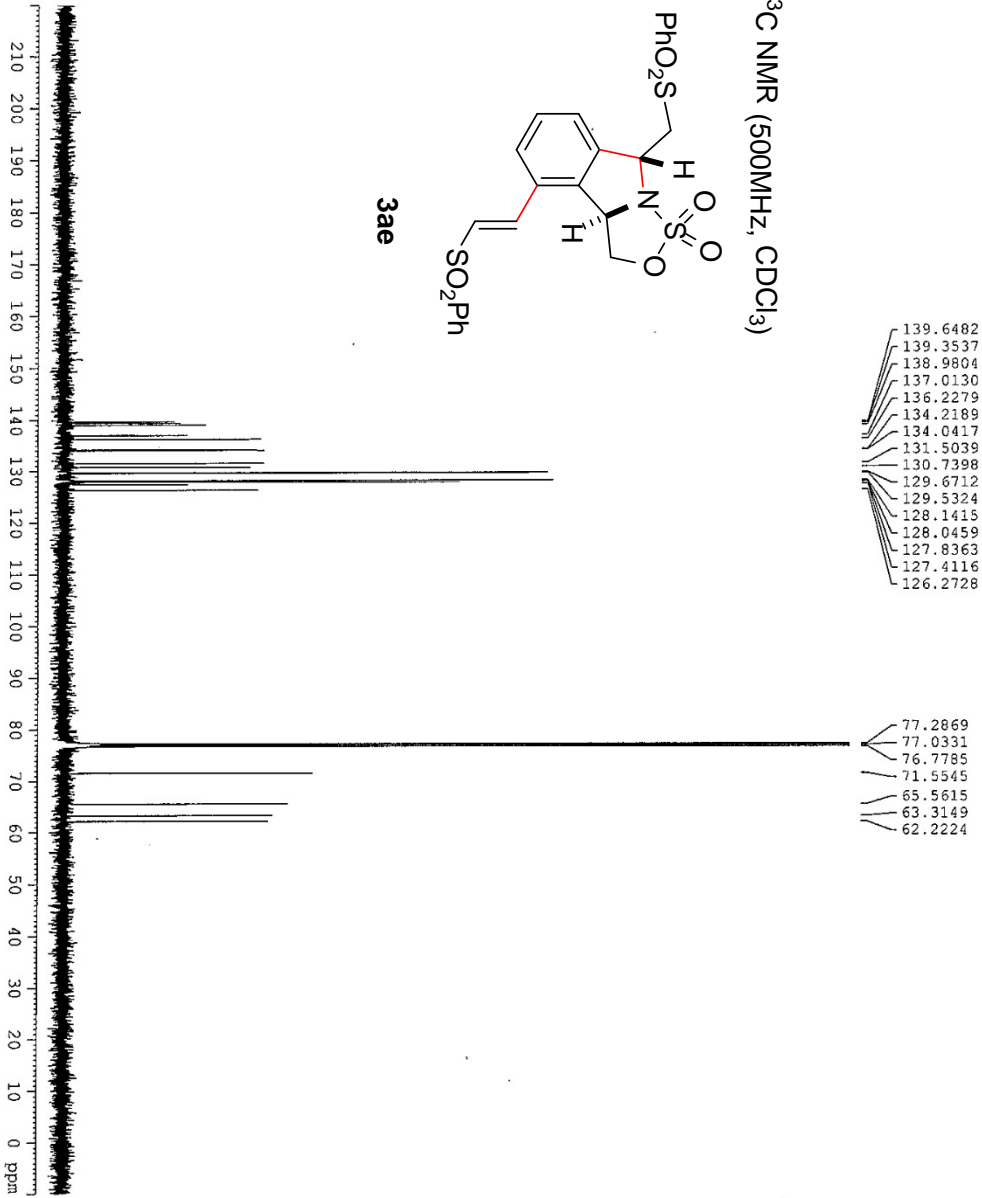 ³C NMR (500MHz, CDCl₃)
PhO₂S
H
N
O
S
O
O
H
SO₂Ph
3ae
139.6482
139.3537
138.9804
137.0130
136.2279
134.2189
134.0417
131.5039
130.7398
129.6712
129.5324
128.1415
128.0459
127.8363
127.4116
126.2728
77.2869
77.0331
76.7785
71.5545
65.5615
63.3149
62.2224
210 200 190 180 170 160 150 140 130 120 110 100 90 80 70 60 50 40 30 20 10 0 ppm